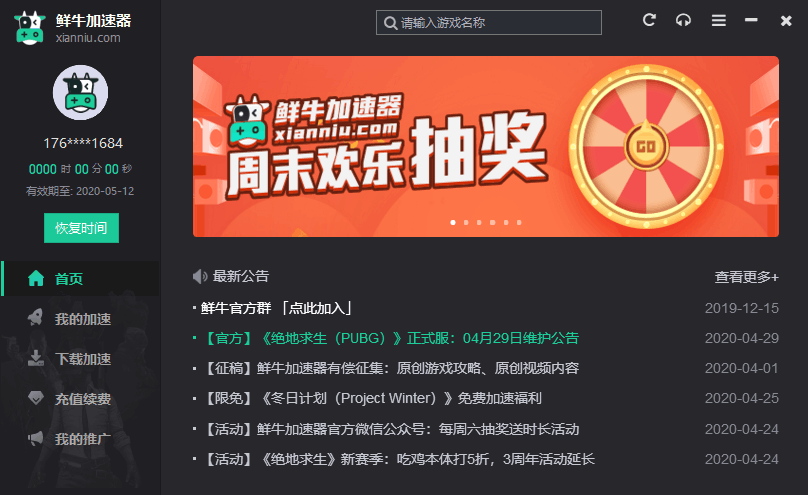 鲜牛加速器
xianniu.com
请输入游戏名称
176****1684
0000 时 00 分 00 秒
有效期至: 2020-05-12
恢复时间
首页
我的加速
下载加速
充值续费
我的推广
鲜牛加速器
xianniu.com
周末欢乐抽奖
GO
最新公告
查看更多+
鲜牛官方群 「点此加入」 2019-12-15
【官方】《绝地求生（PUBG）》正式服：04月29日维护公告 2020-04-29
【征稿】鲜牛加速器有偿征集：原创游戏攻略、原创视频内容 2020-04-01
【限免】《冬日计划（Project Winter）》免费加速福利 2020-04-25
【活动】鲜牛加速器官方微信公众号：每周六抽奖送时长活动 2020-04-24
【活动】《绝地求生》新赛季：吃鸡本体打5折，3周年活动延长 2020-04-24